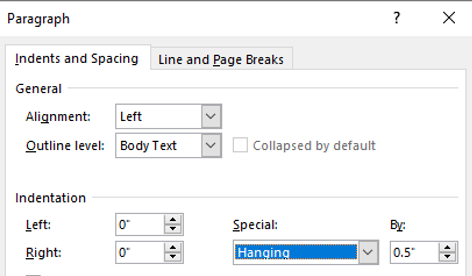 Paragraph ? ×
Indents and Spacing Line and Page Breaks
General
Alignment: Left
Outline level: Body Text Collapsed by default
Indentation
Left: 0" Special: By:
Right: 0" Hanging 0.5"